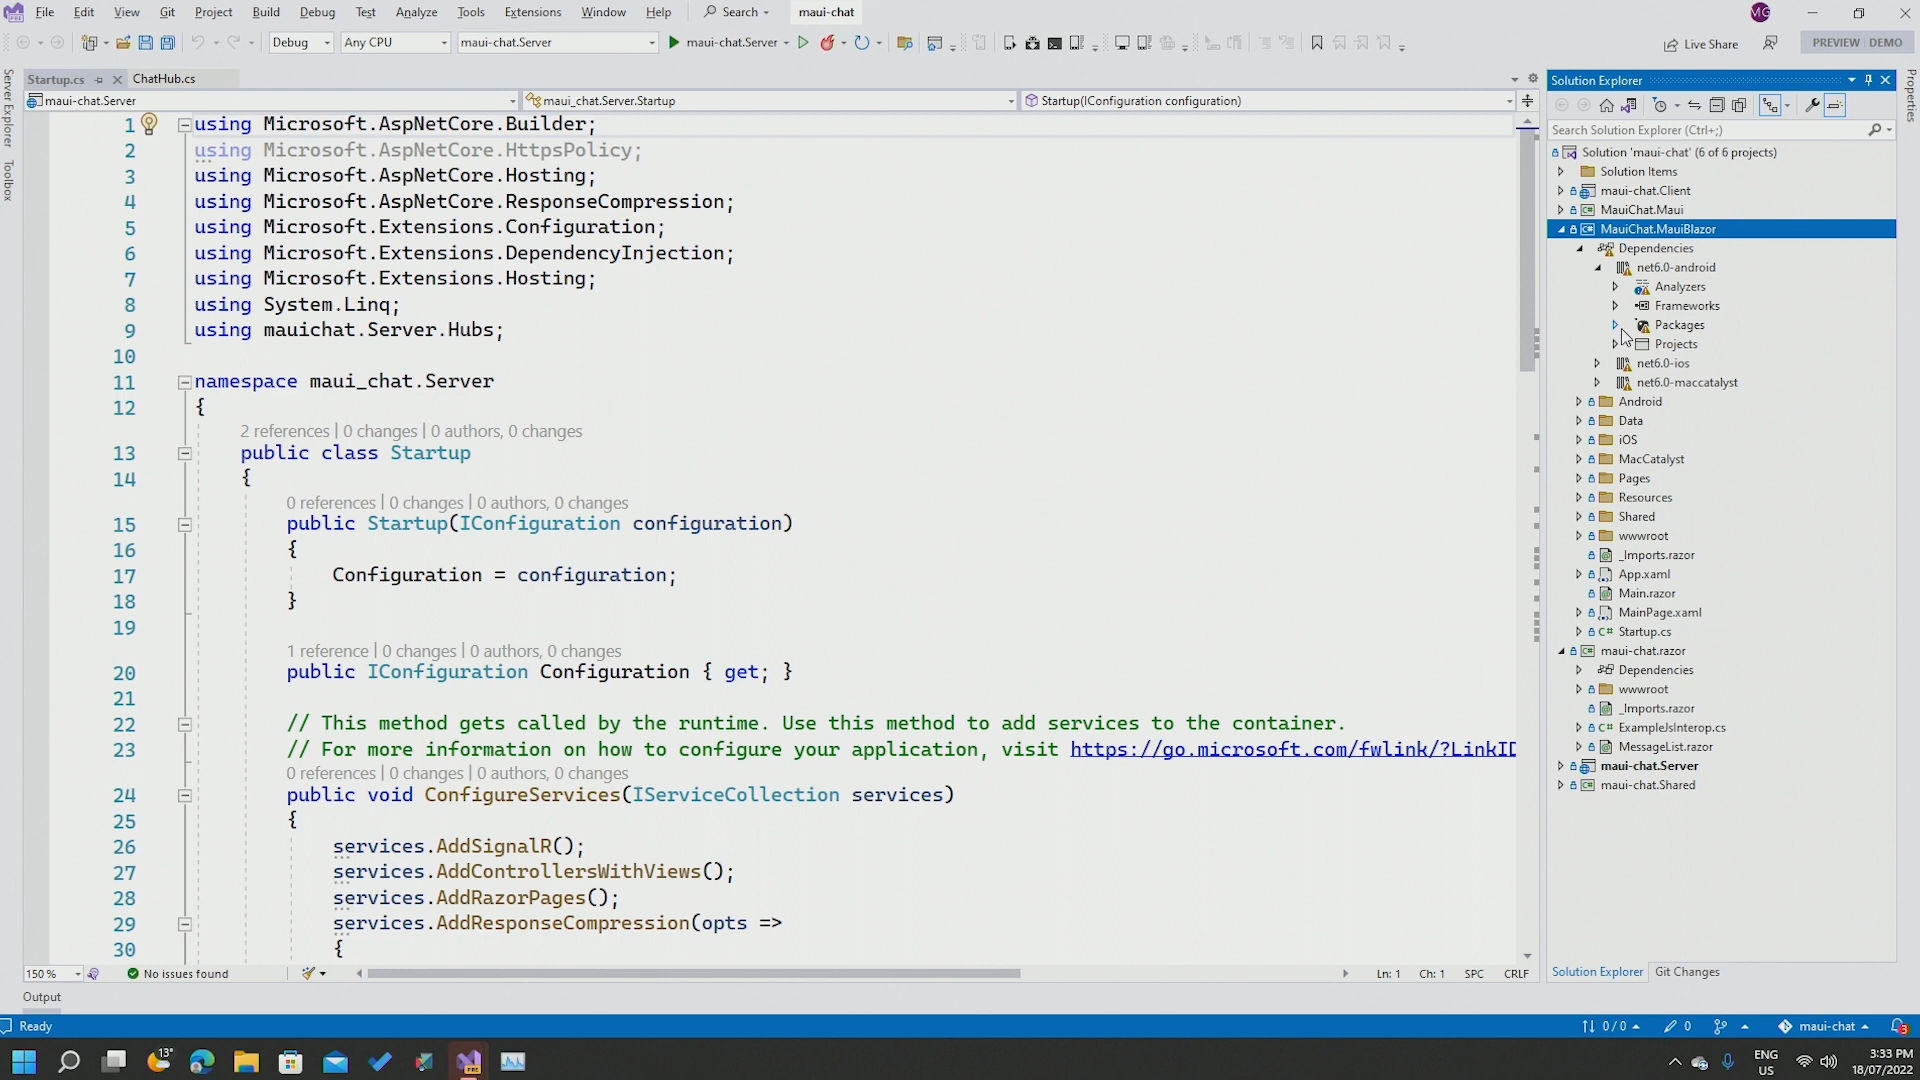 File Edit View Git Project Build Debug Test Analyze Tools Extensions Window Help Search maui-chat MG
Debug Any CPU maui-chat.Server maui-chat.Server Live Share PREVIEW DEMO
Server Explorer
Toolbox
Startup.cs ChatHub.cs
maui-chat.Server maui_chat.Server.Startup Startup(IConfiguration configuration)
1 using Microsoft.AspNetCore.Builder;
2 using Microsoft.AspNetCore.HttpsPolicy;
3 using Microsoft.AspNetCore.Hosting;
4 using Microsoft.AspNetCore.ResponseCompression;
5 using Microsoft.Extensions.Configuration;
6 using Microsoft.Extensions.DependencyInjection;
7 using Microsoft.Extensions.Hosting;
8 using System.Linq;
9 using mauichat.Server.Hubs;
10
11 namespace maui_chat.Server
12 {
2 references | 0 changes | 0 authors, 0 changes
13 public class Startup
14 {
0 references | 0 changes | 0 authors, 0 changes
15 public Startup(IConfiguration configuration)
16 {
17 Configuration = configuration;
18 }
19
1 reference | 0 changes | 0 authors, 0 changes
20 public IConfiguration Configuration { get; }
21
22 // This method gets called by the runtime. Use this method to add services to the container.
23 // For more information on how to configure your application, visit https://go.microsoft.com/fwlink/?LinkID
0 references | 0 changes | 0 authors, 0 changes
24 public void ConfigureServices(IServiceCollection services)
25 {
26 services.AddSignalR();
27 services.AddControllersWithViews();
28 services.AddRazorPages();
29 services.AddResponseCompression(opts =>
30 {
150 % No issues found Ln: 1 Ch: 1 SPC CRLF
Output
Solution Explorer
Search Solution Explorer (Ctrl+;)
Solution 'maui-chat' (6 of 6 projects)
Solution Items
maui-chat.Client
MauiChat.Maui
MauiChat.MauiBlazor
Dependencies
net6.0-android
Analyzers
Frameworks
Packages
Projects
net6.0-ios
net6.0-maccatalyst
Android
Data
iOS
MacCatalyst
Pages
Resources
Shared
wwwroot
_Imports.razor
App.xaml
Main.razor
MainPage.xaml
C# Startup.cs
maui-chat.razor
Dependencies
wwwroot
_Imports.razor
C# ExampleJsInterop.cs
MessageList.razor
maui-chat.Server
maui-chat.Shared
Solution Explorer Git Changes
Properties
Ready 0 / 0 0 maui-chat 3
13° PRE ENG US 3:33 PM 18/07/2022